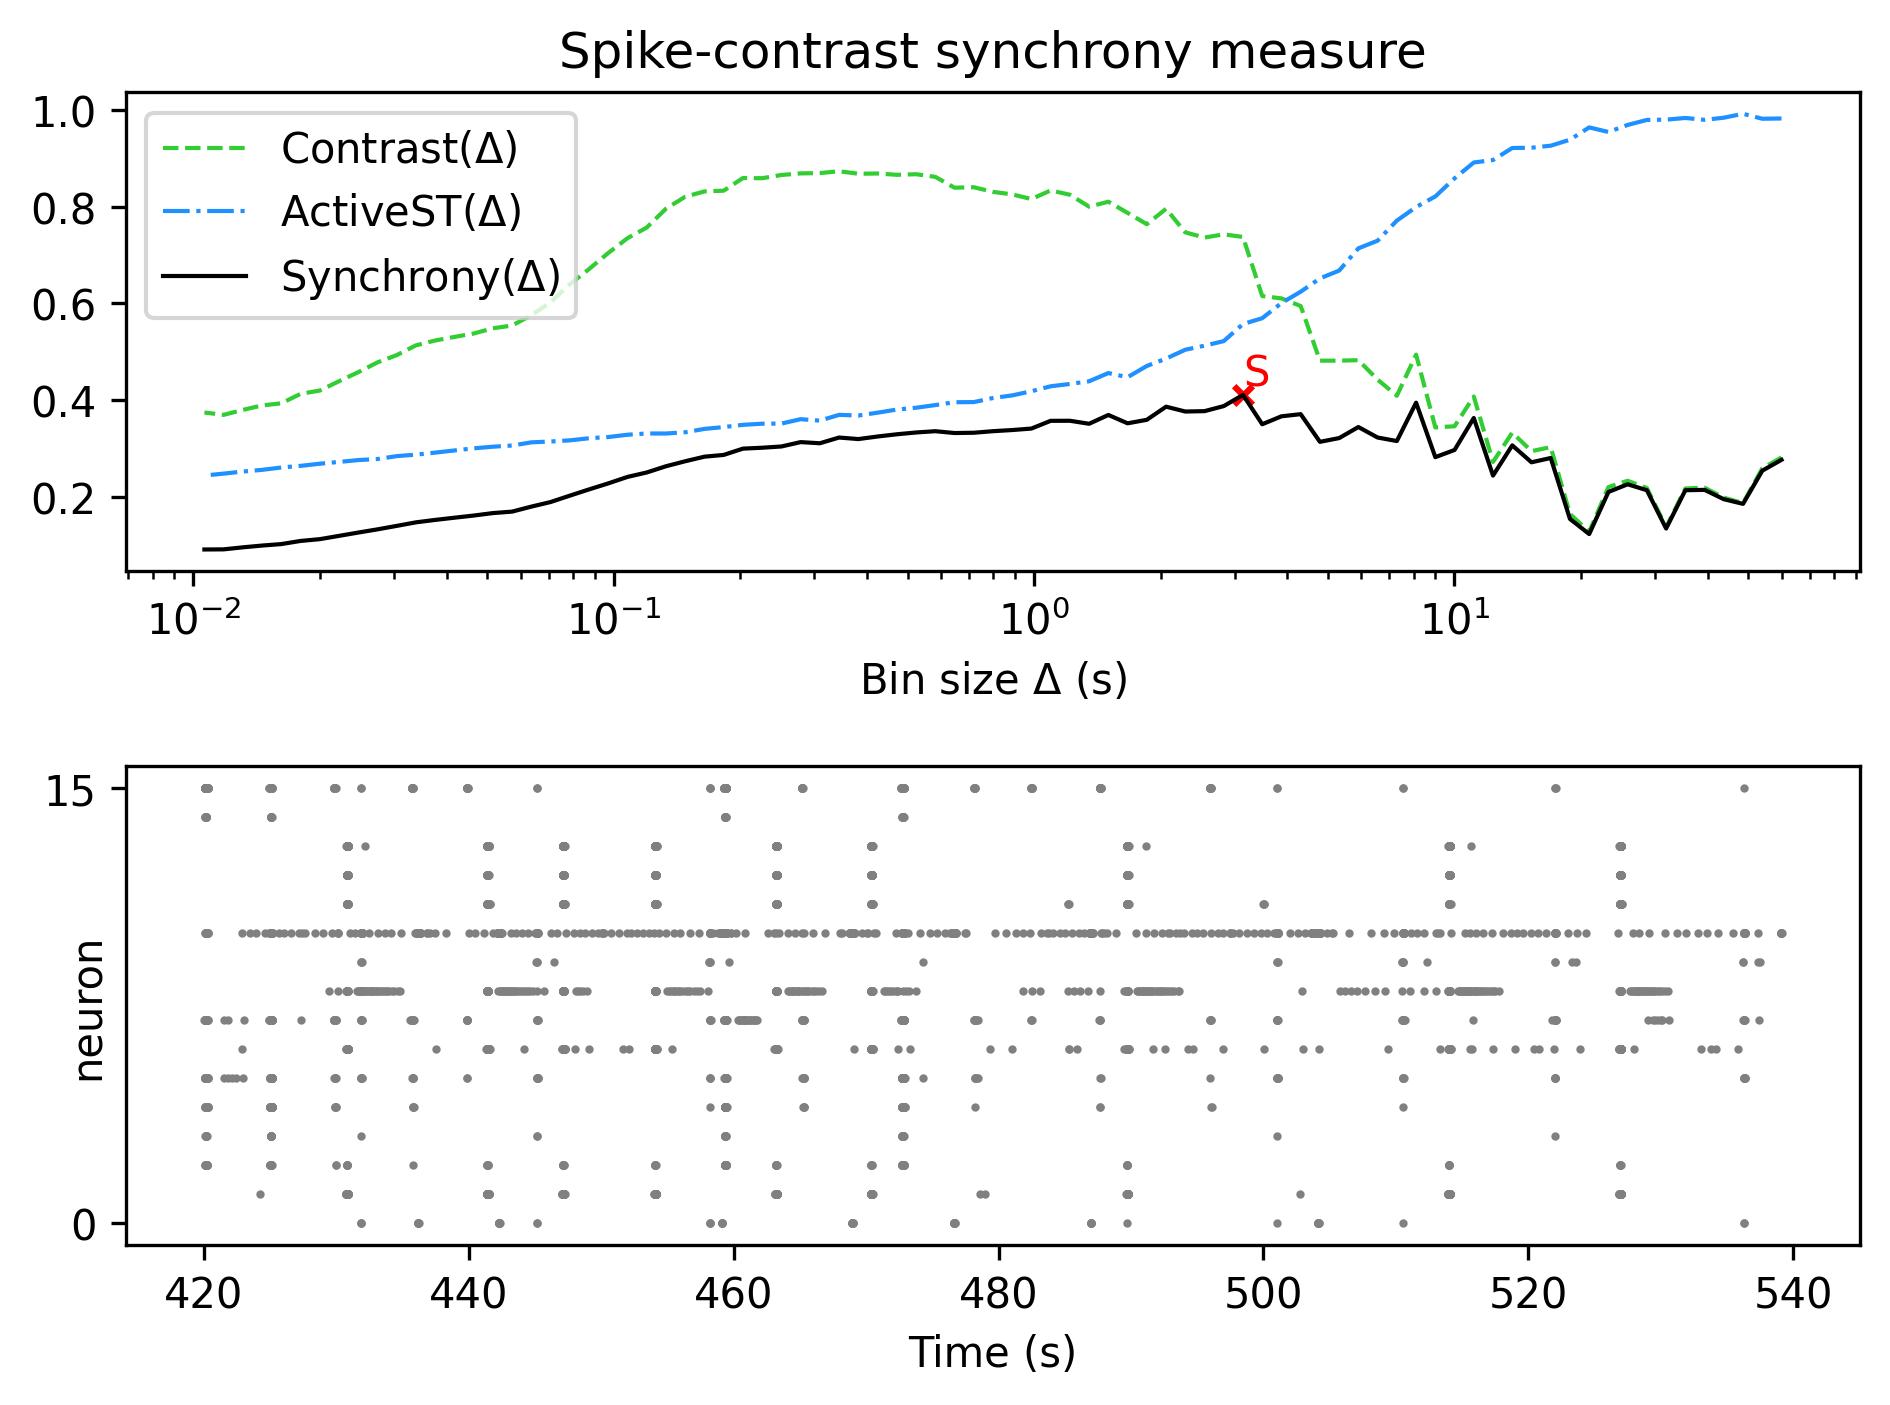 Spike-contrast synchrony measure
1.0
0.8
0.6
0.4
0.2
Contrast(Δ)
ActiveST(Δ)
Synchrony(Δ)
S
10⁻² 10⁻¹ 10⁰ 10¹
Bin size Δ (s)
15
0
neuron
420 440 460 480 500 520 540
Time (s)